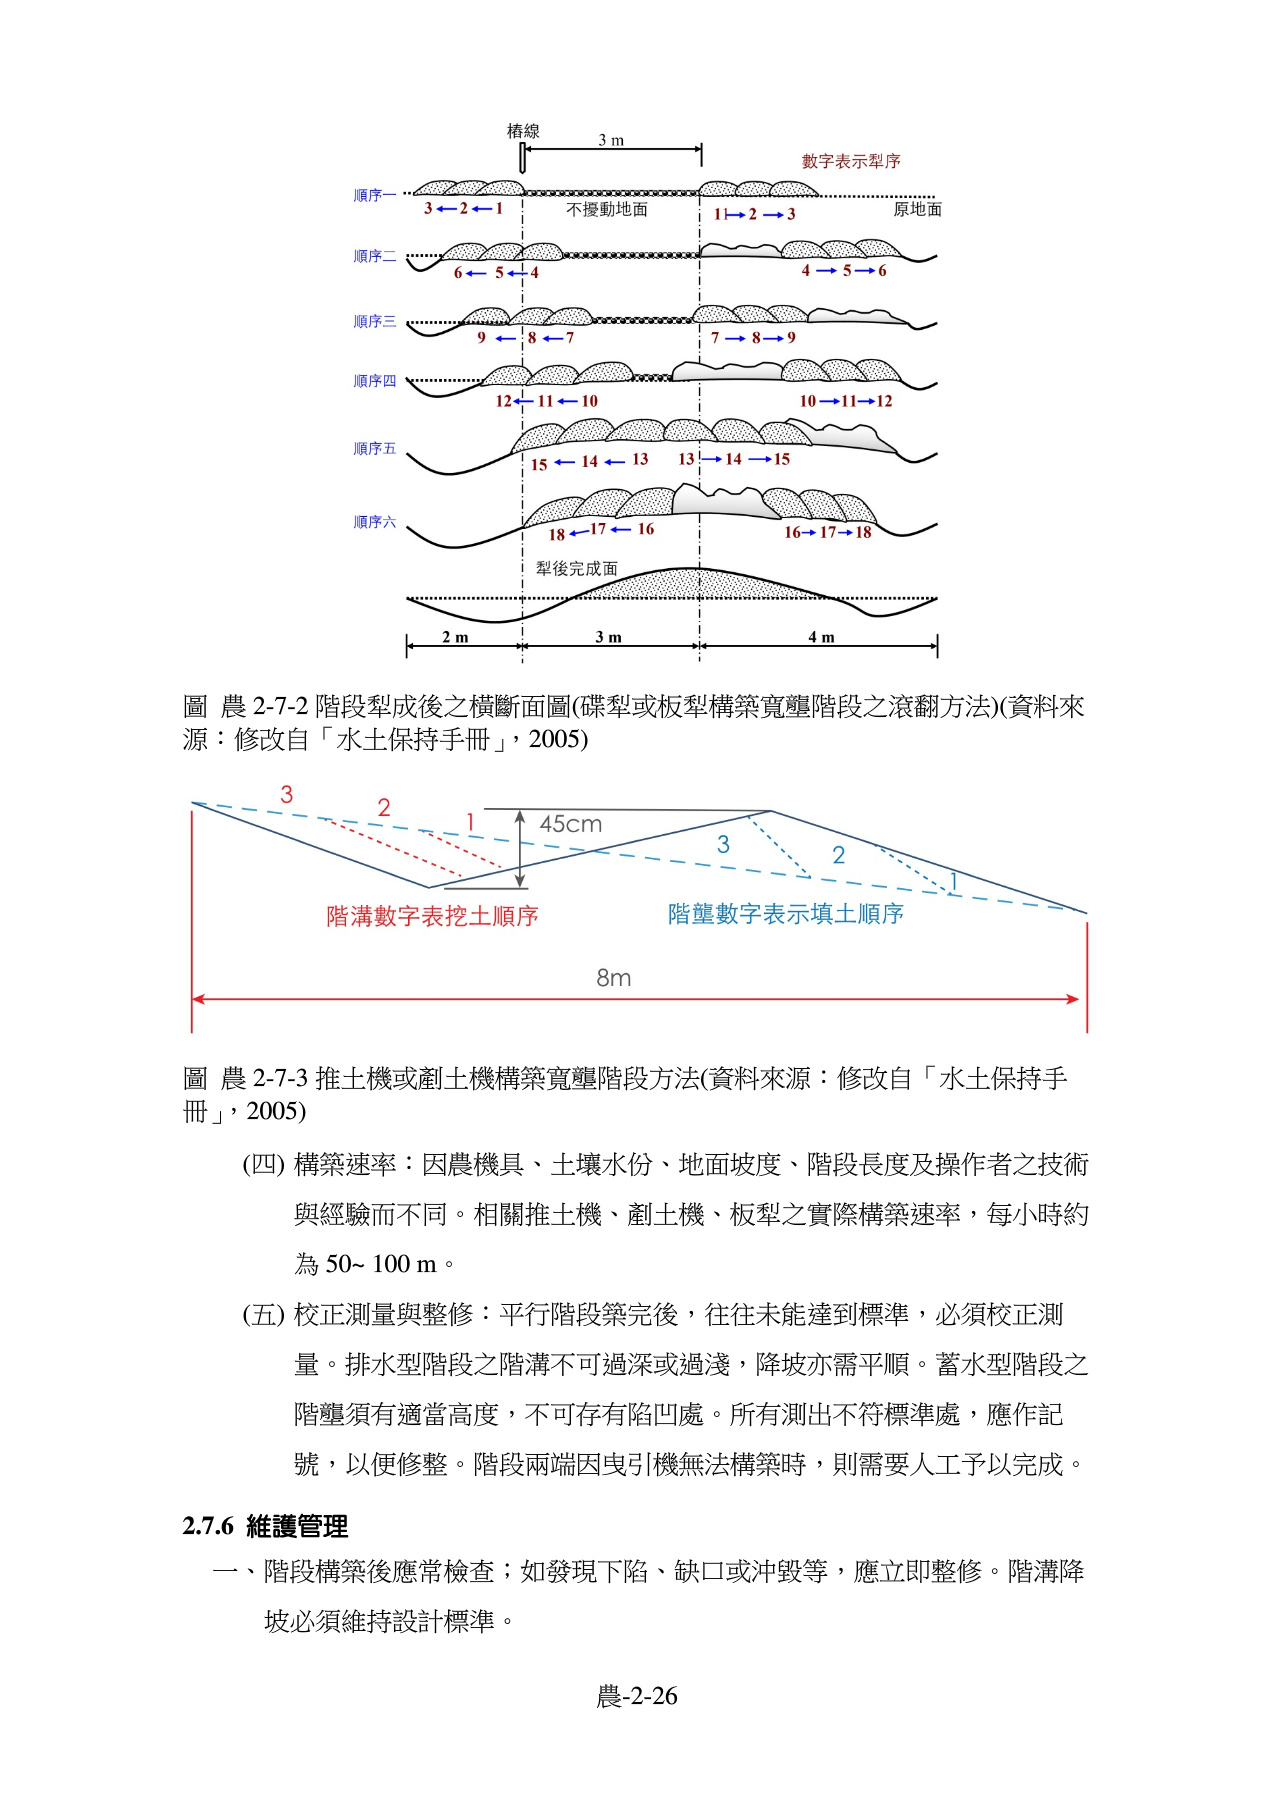 樁線
3 m
數字表示犁序
順序一
3 2 1
不擾動地面
1 2 3
原地面
順序二
6 5 4
4 5 6
順序三
9 8 7
7 8 9
順序四
12 11 10
10 11 12
順序五
15 14 13 13 14 15
順序六
18 17 16
16 17 18
犁後完成面
2 m 3 m 4 m
圖 農 2-7-2 階段犁成後之橫斷面圖(碟犁或板犁構築寬壟階段之滾翻方法)(資料來
源：修改自「水土保持手冊」，2005)
3 2 1
45cm
3 2 1
階溝數字表挖土順序
階壟數字表示填土順序
8m
圖 農 2-7-3 推土機或剷土機構築寬壟階段方法(資料來源：修改自「水土保持手
冊」，2005)
(四) 構築速率：因農機具、土壤水份、地面坡度、階段長度及操作者之技術
與經驗而不同。相關推土機、剷土機、板犁之實際構築速率，每小時約
為 50~ 100 m。
(五) 校正測量與整修：平行階段築完後，往往未能達到標準，必須校正測
量。排水型階段之階溝不可過深或過淺，降坡亦需平順。蓄水型階段之
階壟須有適當高度，不可存有陷凹處。所有測出不符標準處，應作記
號，以便修整。階段兩端因曳引機無法構築時，則需要人工予以完成。
2.7.6 維護管理
一、階段構築後應常檢查；如發現下陷、缺口或沖毀等，應立即整修。階溝降
坡必須維持設計標準。
農-2-26